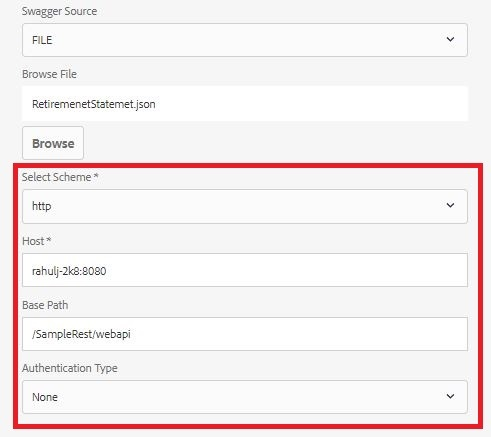 Swagger Source
FILE
Browse File
RetiremenetStatemet.json
Browse
Select Scheme *
http
Host *
rahulj-2k8:8080
Base Path
/SampleRest/webapi
Authentication Type
None